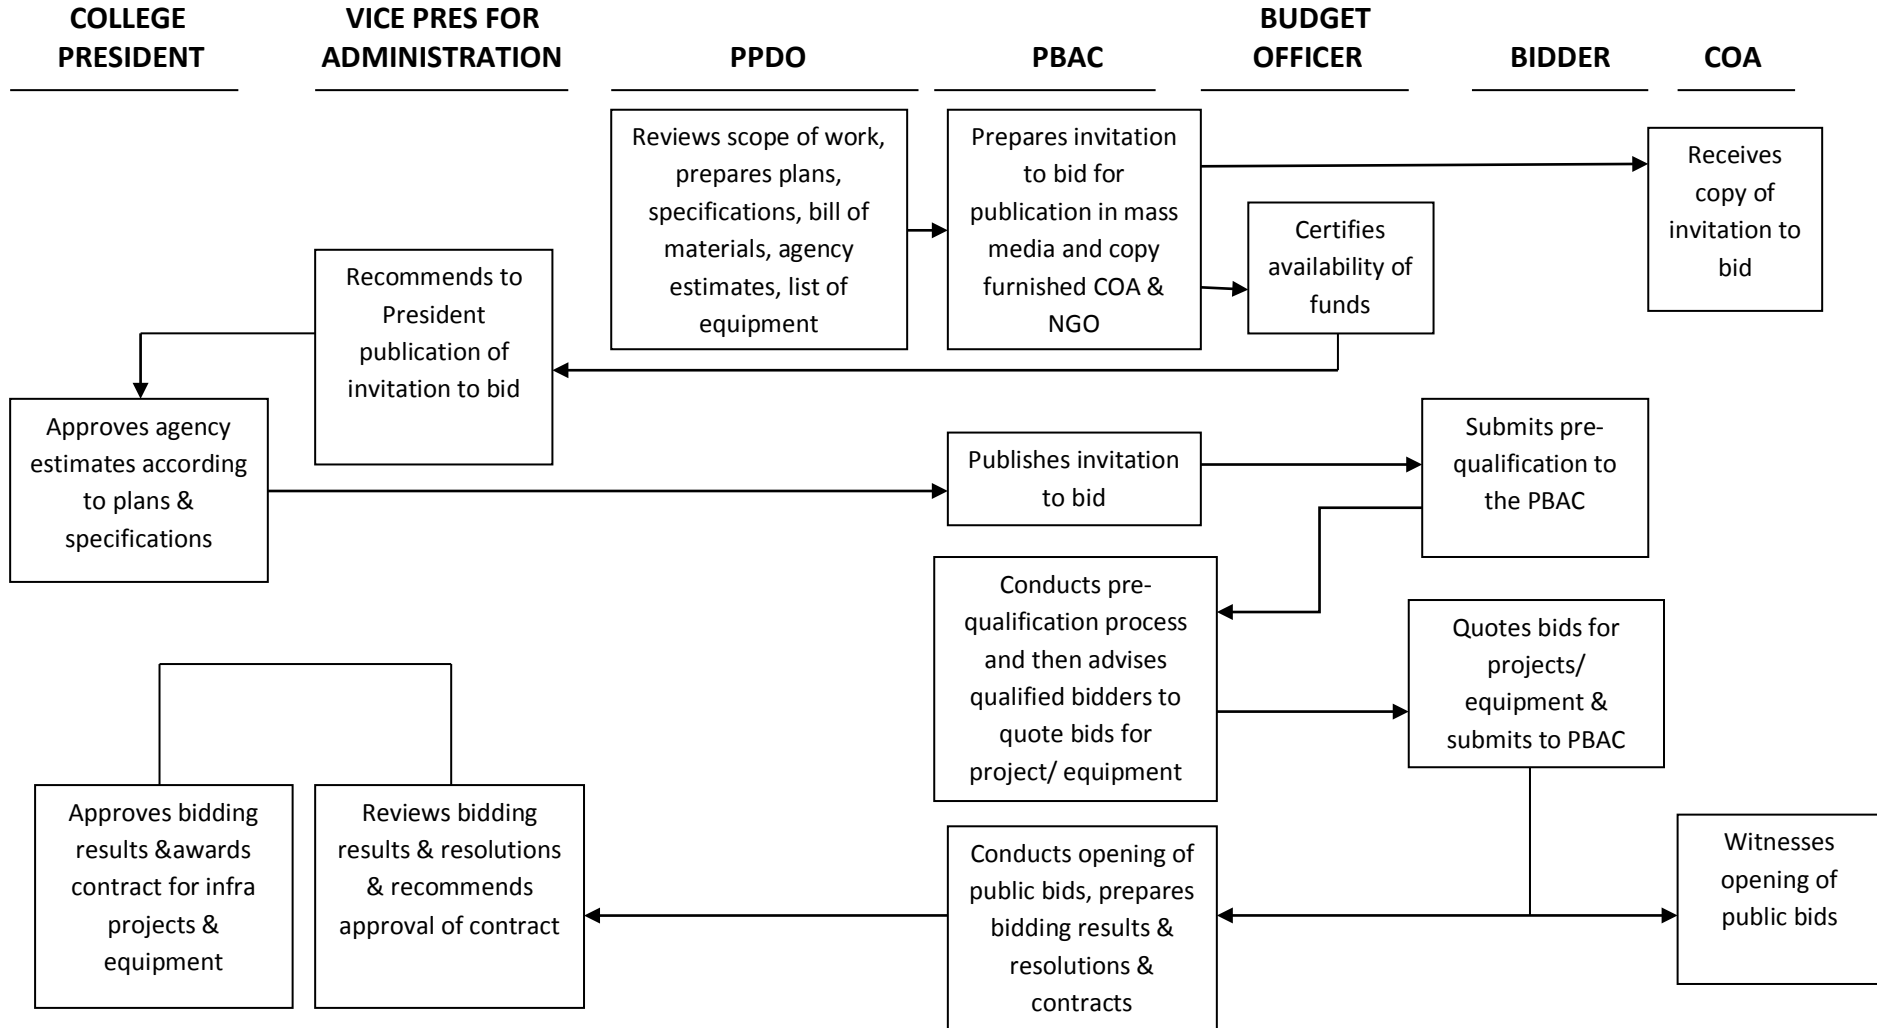 COLLEGE
PRESIDENT
VICE PRES FOR
ADMINISTRATION
PPDO
PBAC
BUDGET
OFFICER
BIDDER
COA
Reviews scope of work,
prepares plans,
specifications, bill of
materials, agency
estimates, list of
equipment
Prepares invitation
to bid for
publication in mass
media and copy
furnished COA &
NGO
Certifies
availability of
funds
Receives
copy of
invitation to
bid
Recommends to
President
publication of
invitation to bid
Approves agency
estimates according
to plans &
specifications
Publishes invitation
to bid
Submits pre-
qualification to
the PBAC
Conducts pre-
qualification process
and then advises
qualified bidders to
quote bids for
project/ equipment
Quotes bids for
projects/
equipment &
submits to PBAC
Approves bidding
results &awards
contract for infra
projects &
equipment
Reviews bidding
results & resolutions
& recommends
approval of contract
Conducts opening of
public bids, prepares
bidding results &
resolutions &
contracts
Witnesses
opening of
public bids